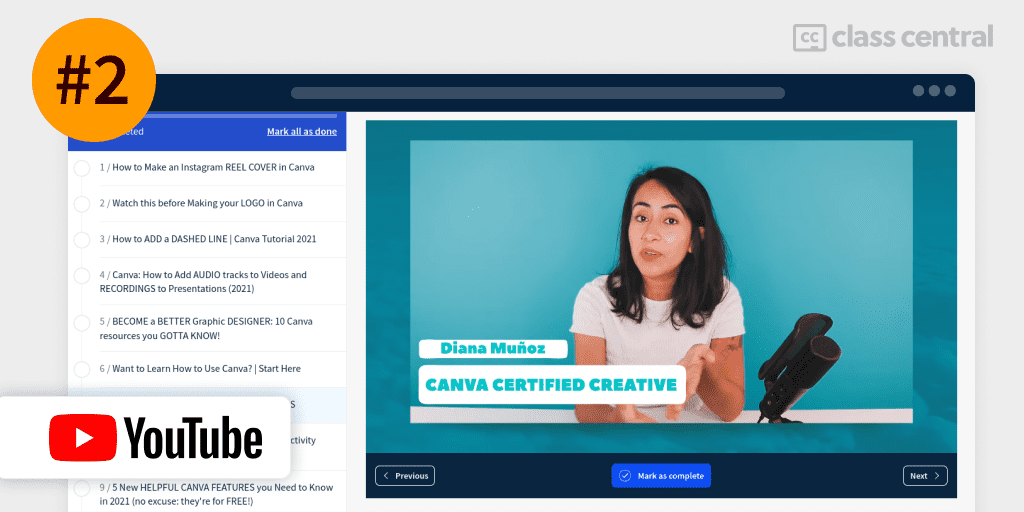 #2
class central
eted
Mark all as done
1 / How to Make an Instagram REEL COVER in Canva
2 / Watch this before Making your LOGO in Canva
3 / How to ADD a DASHED LINE | Canva Tutorial 2021
4 / Canva: How to Add AUDIO tracks to Videos and
RECORDINGS to Presentations (2021)
5 / BECOME a BETTER Graphic DESIGNER: 10 Canva
resources you GOTTA KNOW!
6 / Want to Learn How to Use Canva? | Start Here
S
ctivity
YouTube
9 / 5 New HELPFUL CANVA FEATURES you Need to Know
in 2021 (no excuse: they're for FREE!)
Diana Muñoz
CANVA CERTIFIED CREATIVE
Previous
Mark as complete
Next